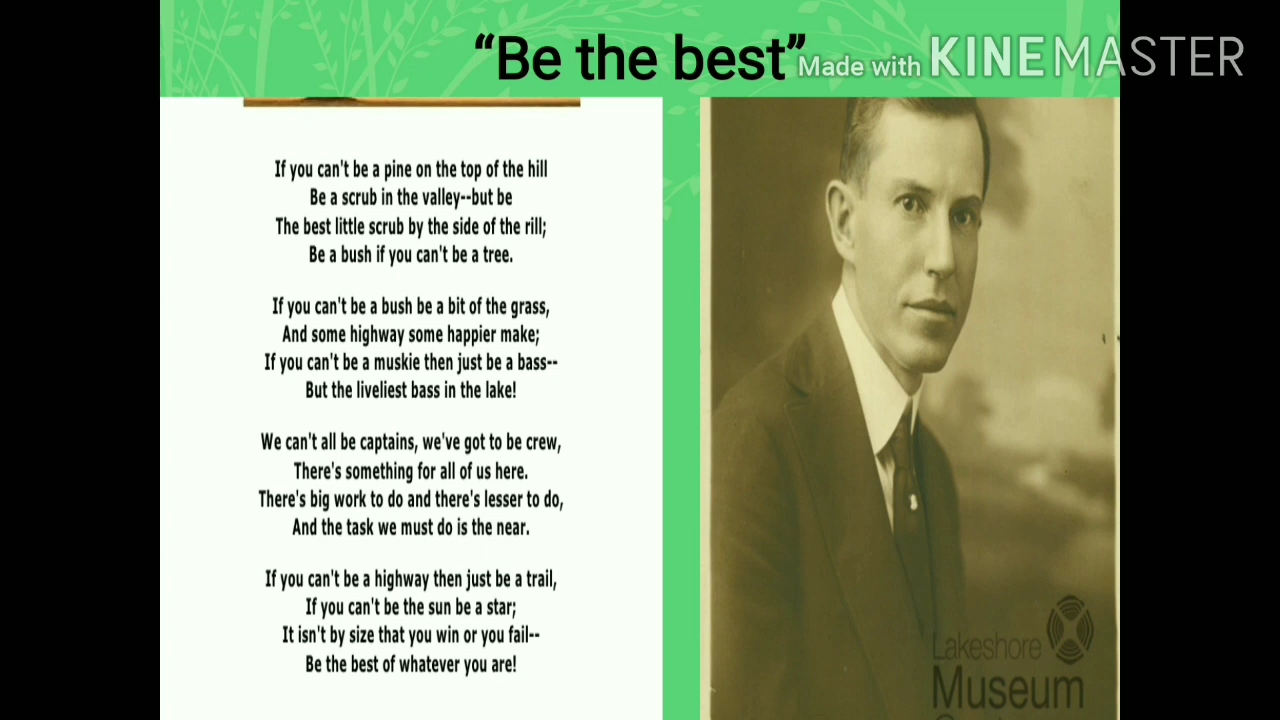 “Be the best”
Made with KINEMASTER
If you can't be a pine on the top of the hill
Be a scrub in the valley--but be
The best little scrub by the side of the rill;
Be a bush if you can't be a tree.
If you can't be a bush be a bit of the grass,
And some highway some happier make;
If you can't be a muskie then just be a bass--
But the liveliest bass in the lake!
We can't all be captains, we've got to be crew,
There's something for all of us here.
There's big work to do and there's lesser to do,
And the task we must do is the near.
If you can't be a highway then just be a trail,
If you can't be the sun be a star;
It isn't by size that you win or you fail--
Be the best of whatever you are!
Lakeshore
Museum